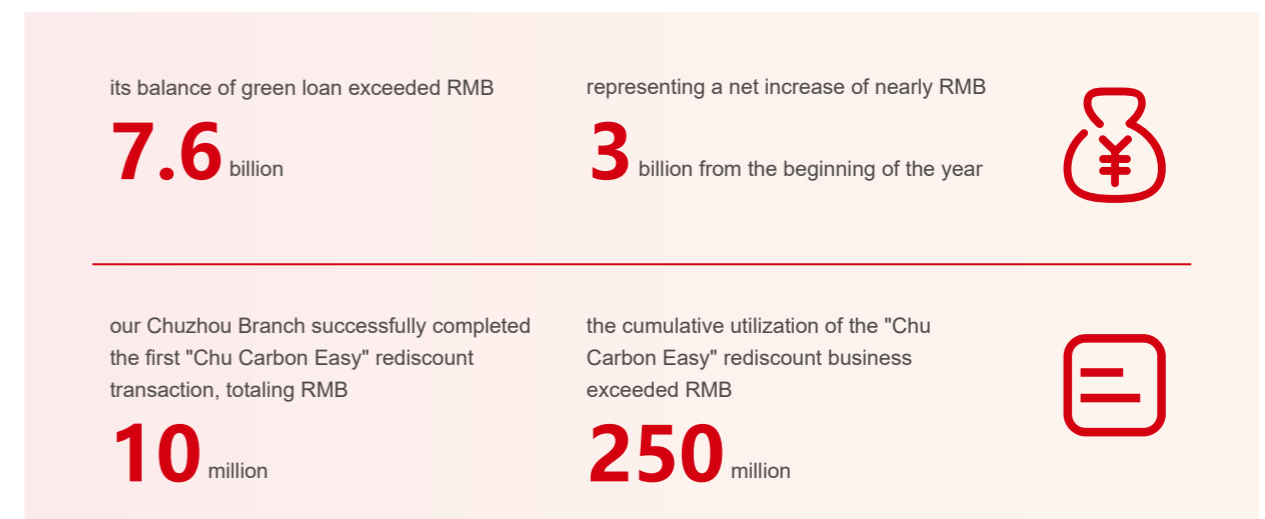 its balance of green loan exceeded RMB
7.6 billion
representing a net increase of nearly RMB
3 billion from the beginning of the year
¥
our Chuzhou Branch successfully completed
the first "Chu Carbon Easy" rediscount
transaction, totaling RMB
10 million
the cumulative utilization of the "Chu
Carbon Easy" rediscount business
exceeded RMB
250 million